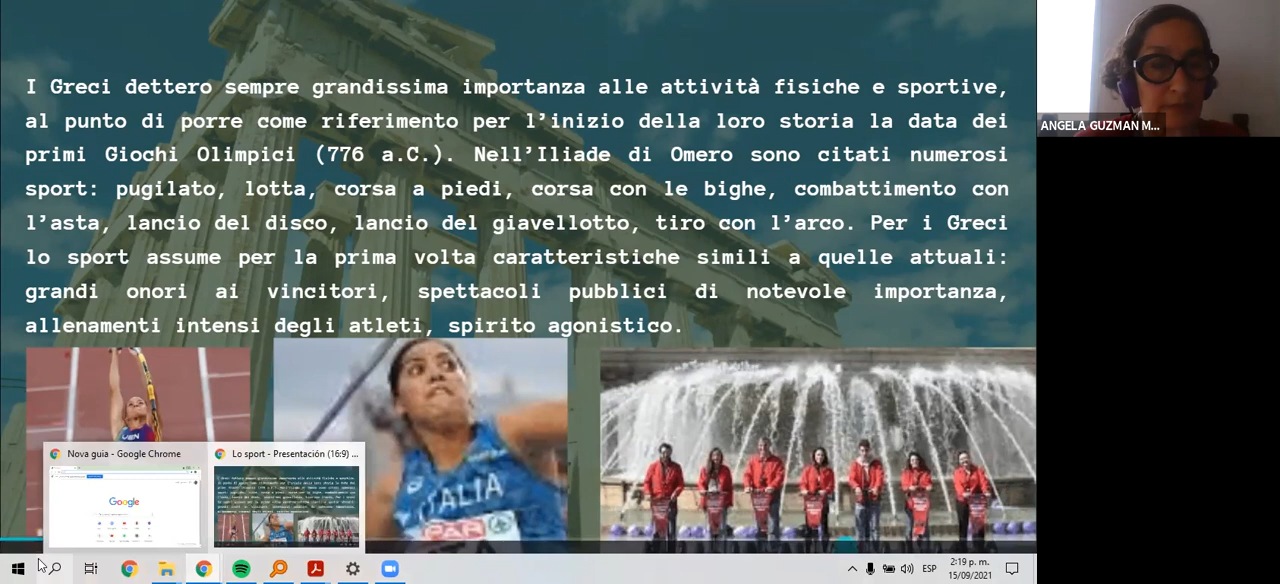 I Greci dettero sempre grandissima importanza alle attività fisiche e sportive,
al punto di porre come riferimento per l'inizio della loro storia la data dei
primi Giochi Olimpici (776 a.C.). Nell'Iliade di Omero sono citati numerosi
sport: pugilato, lotta, corsa a piedi, corsa con le bighe, combattimento con
l'asta, lancio del disco, lancio del giavellotto, tiro con l'arco. Per i Greci
lo sport assume per la prima volta caratteristiche simili a quelle attuali:
grandi onori ai vincitori, spettacoli pubblici di notevole importanza,
allenamenti intensi degli atleti, spirito agonistico.
ANGELA GUZMAN M...
Nova guia - Google Chrome
Lo sport - Presentación (16:9) ...
Google
ITALIA
ESP
2:19 p. m.
15/09/2021